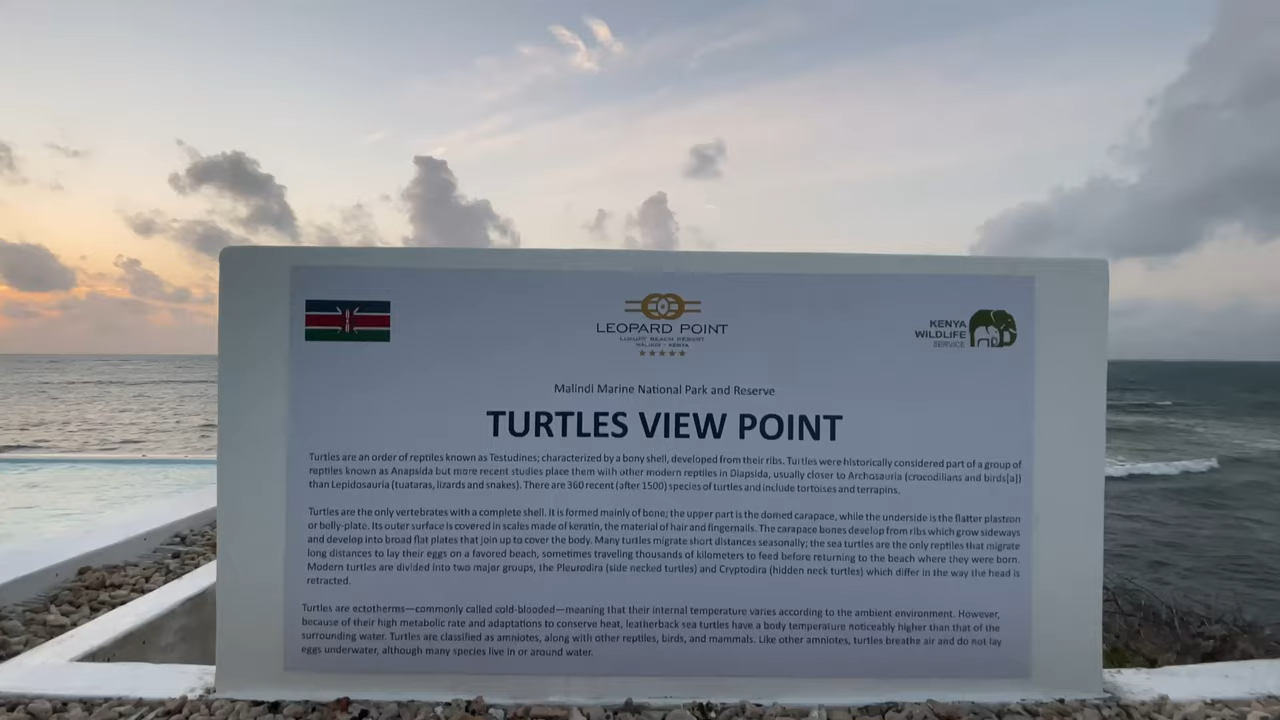 LEOPARD POINT
LUXURY BEACH RESORT
MALINDI - KENYA
KENYA
WILDLIFE
SERVICE
Malindi Marine National Park and Reserve
TURTLES VIEW POINT
Turtles are an order of reptiles known as Testudines; characterized by a bony shell, developed from their ribs. Turtles were historically considered part of a group of
reptiles known as Anapsida but more recent studies place them with other modern reptiles in Diapsida, usually closer to Archosauria (crocodilians and birds[a])
than Lepidosauria (tuataras, lizards and snakes). There are 360 recent (after 1500) species of turtles and include tortoises and terrapins.
Turtles are the only vertebrates with a complete shell. It is formed mainly of bone; the upper part is the domed carapace, while the underside is the flatter plastron
or belly-plate. Its outer surface is covered in scales made of keratin, the material of hair and fingernails. The carapace bones develop from ribs which grow sideways
and develop into broad flat plates that join up to cover the body. Many turtles migrate short distances seasonally; the sea turtles are the only reptiles that migrate
long distances to lay their eggs on a favored beach, sometimes traveling thousands of kilometers to feed before returning to the beach where they were born.
Modern turtles are divided into two major groups, the Pleurodira (side necked turtles) and Cryptodira (hidden neck turtles) which differ in the way the head is
retracted.
Turtles are ectotherms—commonly called cold-blooded—meaning that their internal temperature varies according to the ambient environment. However,
because of their high metabolic rate and adaptations to conserve heat, leatherback sea turtles have a body temperature noticeably higher than that of the
surrounding water. Turtles are classified as amniotes, along with other reptiles, birds, and mammals. Like other amniotes, turtles breathe air and do not lay
eggs underwater, although many species live in or around water.